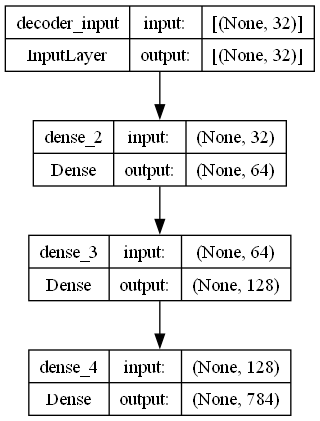 decoder_input input: [(None, 32)]
InputLayer output: [(None, 32)]
dense_2 input: (None, 32)
Dense output: (None, 64)
dense_3 input: (None, 64)
Dense output: (None, 128)
dense_4 input: (None, 128)
Dense output: (None, 784)